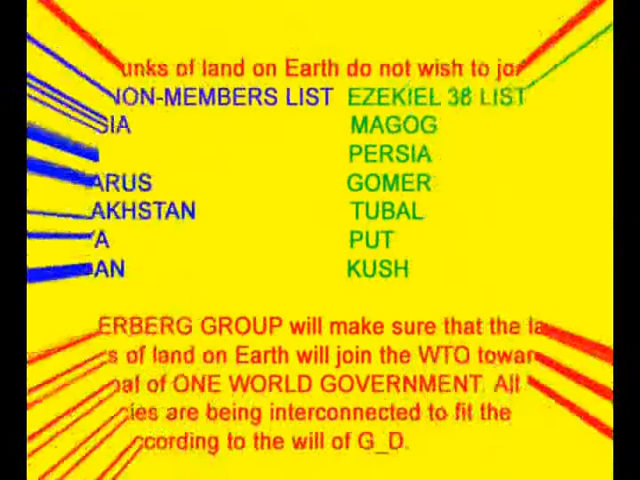 unks of land on Earth do not wish to jo
NON-MEMBERS LIST EZEKIEL 38 LIST
SIA MAGOG
PERSIA
ARUS GOMER
AKHSTAN TUBAL
A PUT
AN KUSH
ERBERG GROUP will make sure that the la
s of land on Earth will join the WTO towar
al of ONE WORLD GOVERNMENT. All
ies are being interconnected to fit the
ccording to the will of G_D.